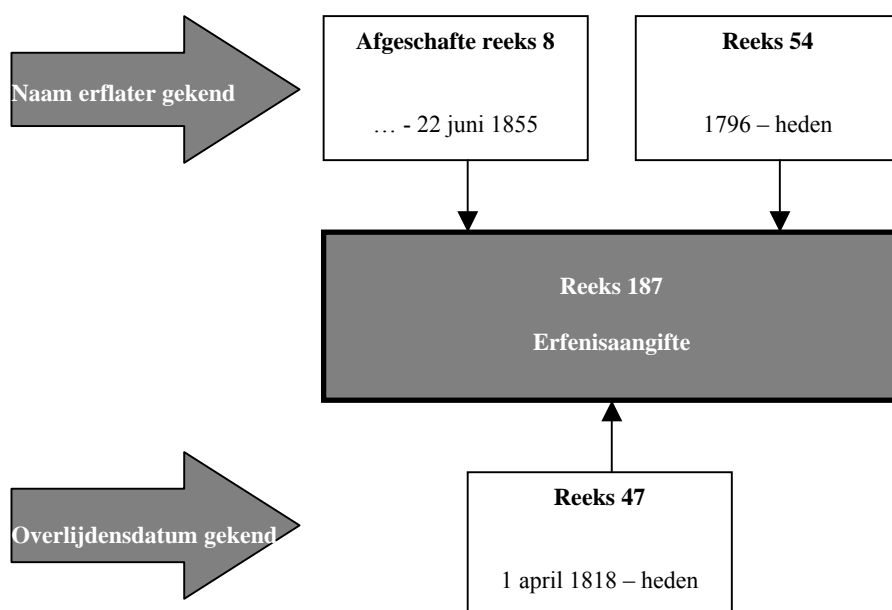 Afgeschafte reeks 8
Reeks 54
Naam erflater gekend
… - 22 juni 1855
1796 – heden
Reeks 187
Erfenisaangifte
Reeks 47
Overlijdensdatum gekend
1 april 1818 – heden